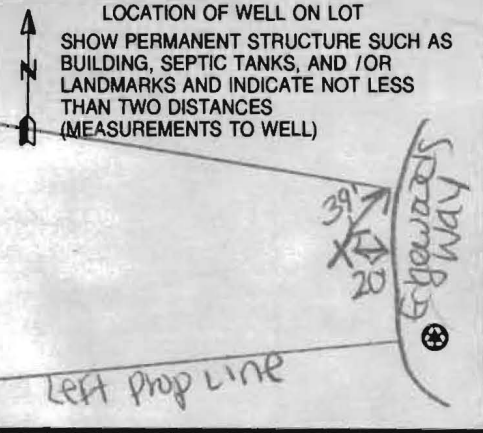 LOCATION OF WELL ON LOT
SHOW PERMANENT STRUCTURE SUCH AS
BUILDING, SEPTIC TANKS, AND /OR
LANDMARKS AND INDICATE NOT LESS
THAN TWO DISTANCES
(MEASUREMENTS TO WELL)
N
39'
X
20
Edgewoods
Way
Left Prop Line